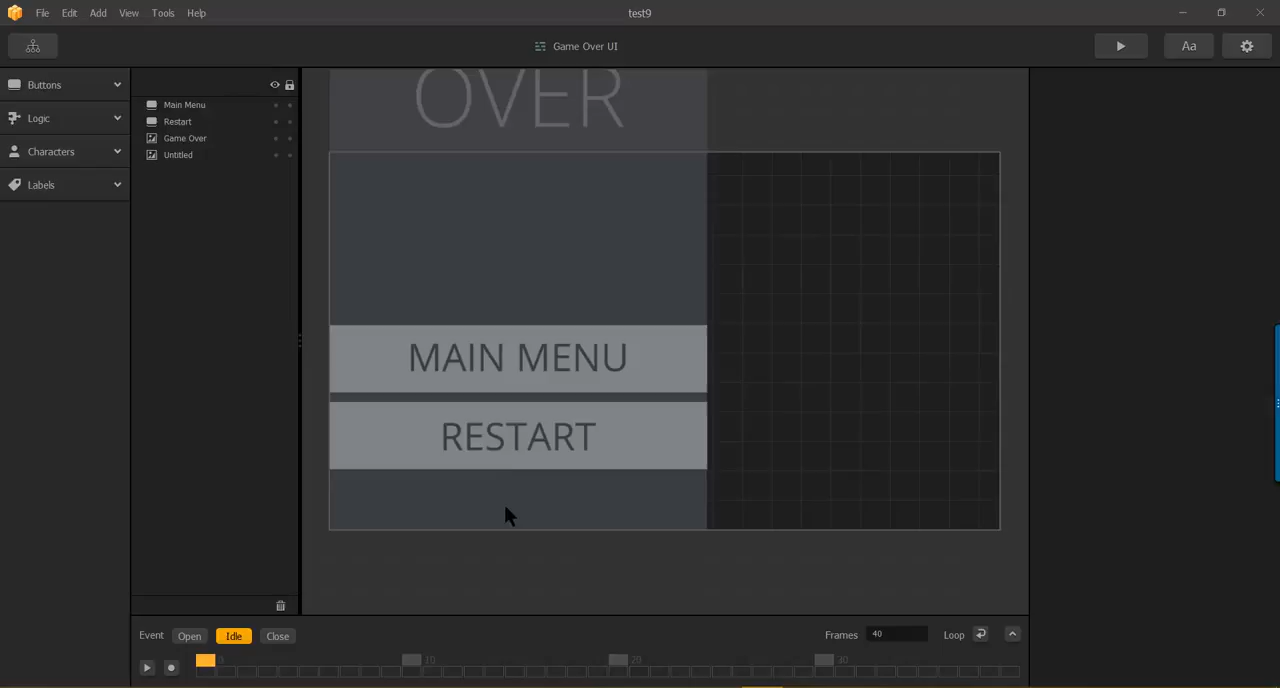 File Edit Add View Tools Help test9
Game Over UI Aa
Buttons
Logic
Characters
Labels
Main Menu
Restart
Game Over
Untitled
OVER
MAIN MENU
RESTART
Event Open Idle Close Frames 40 Loop
0 10 20 30